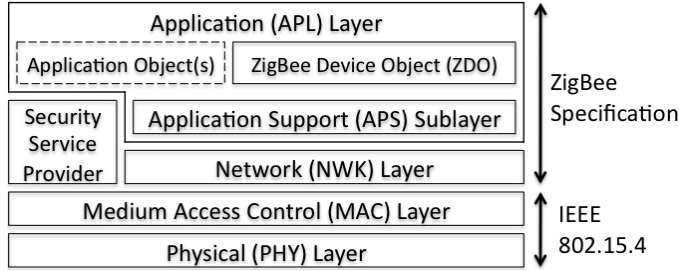 Application (APL) Layer
Application Object(s)
ZigBee Device Object (ZDO)
ZigBee
Specification
Security
Service
Provider
Application Support (APS) Sublayer
Network (NWK) Layer
Medium Access Control (MAC) Layer
Physical (PHY) Layer
IEEE
802.15.4